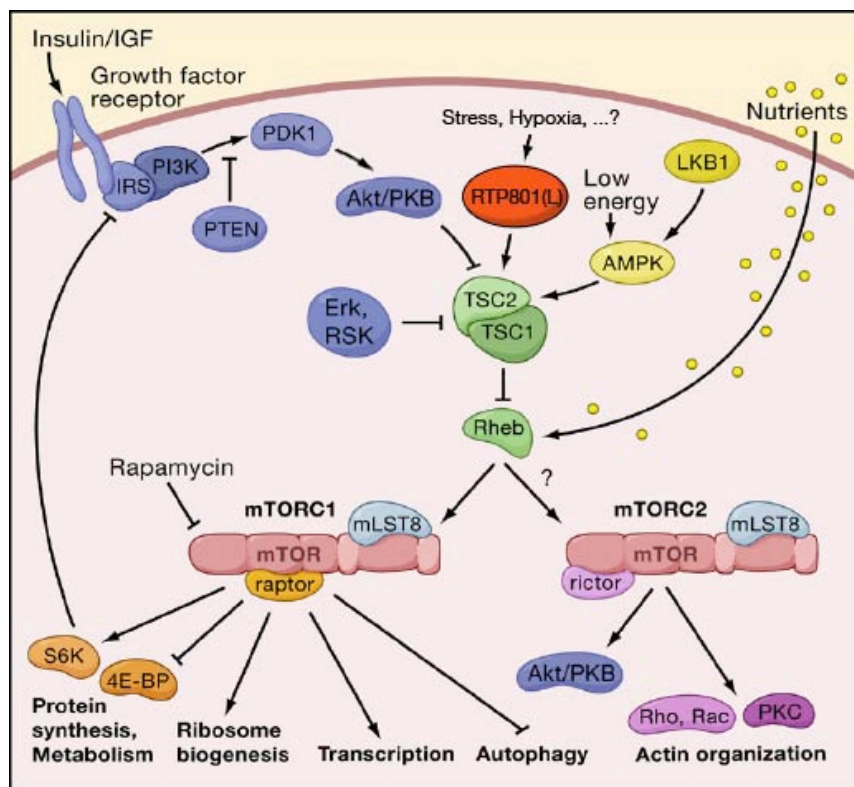 Insulin/IGF
Growth factor
receptor
Nutrients
Stress, Hypoxia, ...?
PDK1
PI3K
IRS
LKB1
Akt/PKB
RTP801(L)
Low
energy
PTEN
AMPK
TSC2
TSC1
Erk,
RSK
Rheb
?
Rapamycin
mTORC1
mLST8
mTOR
raptor
mTORC2
mLST8
mTOR
rictor
S6K
4E-BP
Akt/PKB
Rho, Rac
PKC
Protein
synthesis,
Metabolism
Ribosome
biogenesis
Transcription
Autophagy
Actin organization